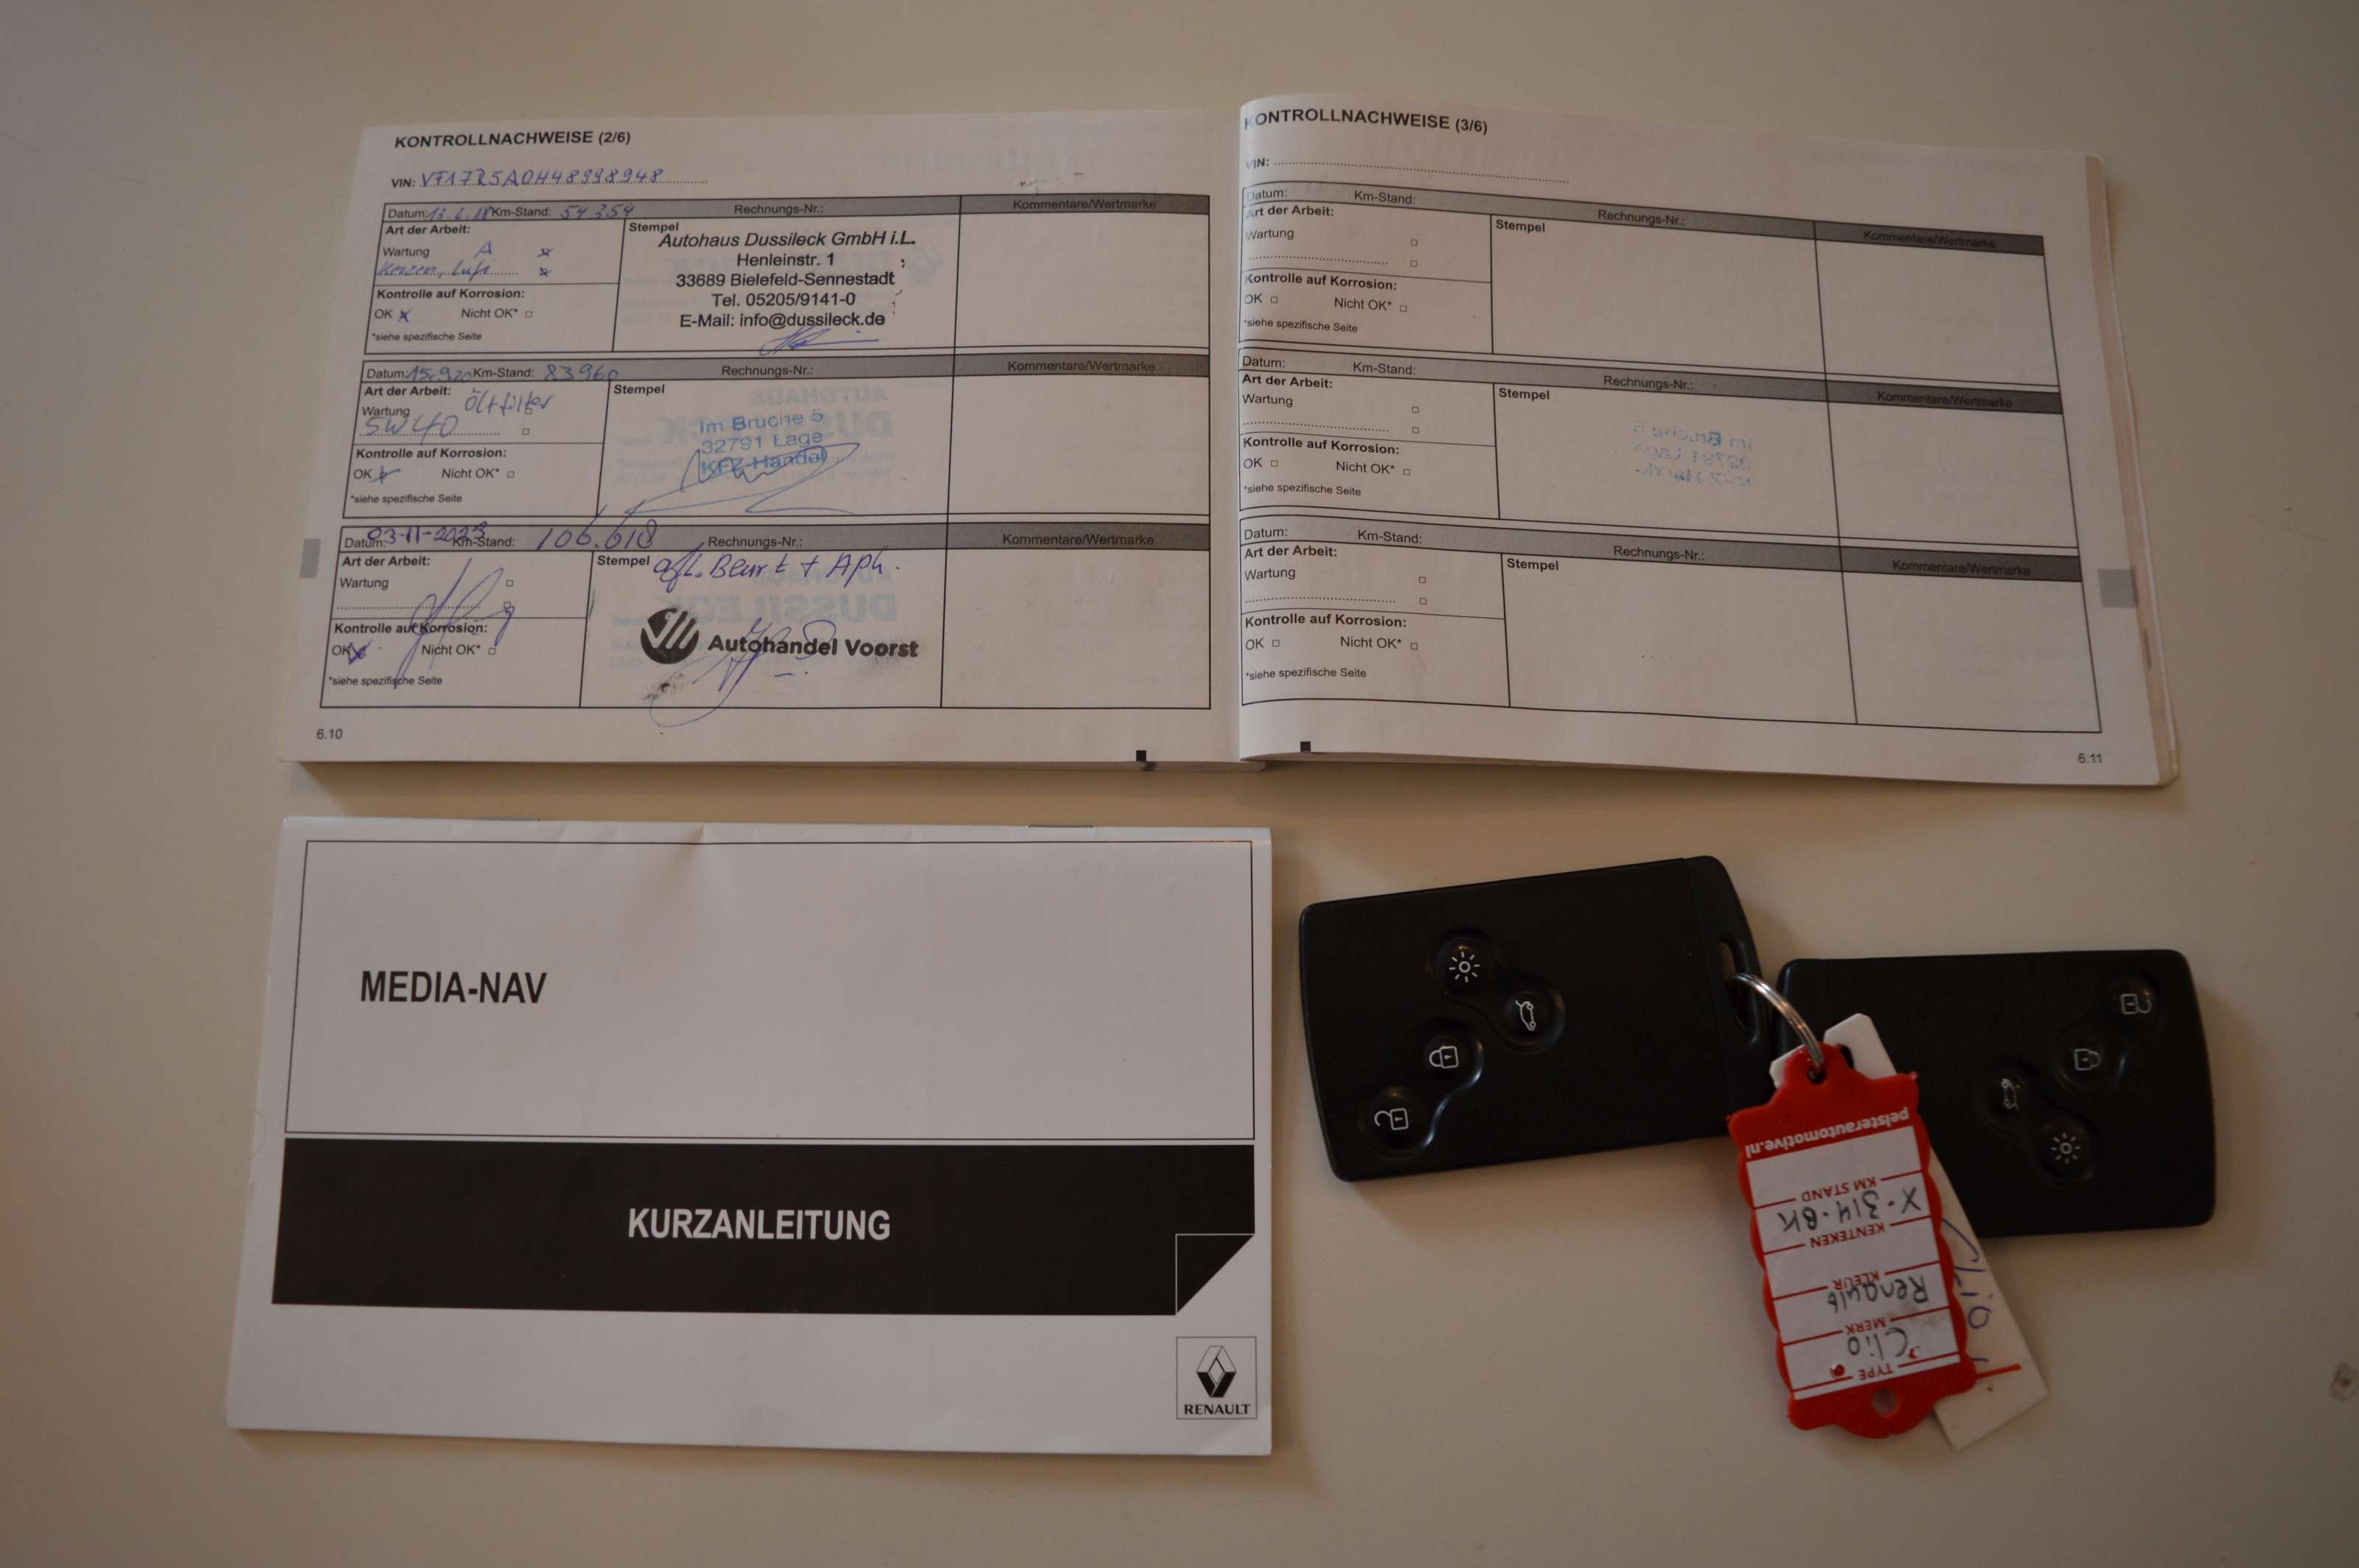 KONTROLLNACHWEISE (2/6)
VIN: VF17R5A0H48998948
Datum: 13.2.18 Km-Stand: 54254 Rechnungs-Nr.: Kommentare/Wertmarke
Art der Arbeit:
Wartung A
Stempel
Autohaus Dussileck GmbH i.L.
Henleinstr. 1
33689 Bielefeld-Sennestadt
Tel. 05205/9141-0
E-Mail: info@dussileck.de
Kontrolle auf Korrosion:
OK Nicht OK*
*siehe spezifische Seite
Datum: 15.9.20 Km-Stand: 83960 Rechnungs-Nr.: Kommentare/Wertmarke
Art der Arbeit: Öl+filter
Wartung
5W40
Stempel
Im Bruche 5
32791 Lage
KFZ-Handel
Kontrolle auf Korrosion:
OK Nicht OK*
*siehe spezifische Seite
Datum: 03-11-2023 Km-Stand: 106.618 Rechnungs-Nr.: Kommentare/Wertmarke
Art der Arbeit:
Wartung
Stempel afl. Beurt + Apk.
Autohandel Voorst
Kontrolle auf Korrosion:
OK Nicht OK*
*siehe spezifische Seite
6.10
KONTROLLNACHWEISE (3/6)
VIN:
Datum: Km-Stand: Rechnungs-Nr.: Kommentare/Wertmarke
Art der Arbeit:
Wartung
Stempel
Kontrolle auf Korrosion:
OK Nicht OK*
*siehe spezifische Seite
Datum: Km-Stand: Rechnungs-Nr.: Kommentare/Wertmarke
Art der Arbeit:
Wartung
Stempel
Kontrolle auf Korrosion:
OK Nicht OK*
*siehe spezifische Seite
Datum: Km-Stand: Rechnungs-Nr.: Kommentare/Wertmarke
Art der Arbeit:
Wartung
Stempel
Kontrolle auf Korrosion:
OK Nicht OK*
*siehe spezifische Seite
6.11
MEDIA-NAV
KURZANLEITUNG
RENAULT
TYPE
Clio
MERK
Renault
KLEUR
KENTEKEN
X-314-BK
KM STAND
pelsterautomotive.nl
Clio